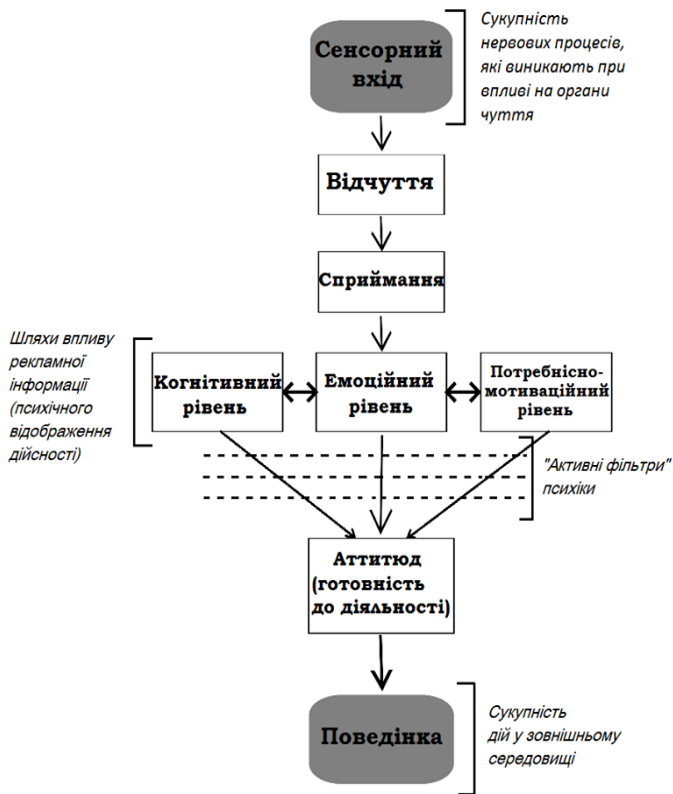 Сенсорний
вхід
Сукупність
нервових процесів,
які виникають при
впливі на органи
чуття
Відчуття
Сприймання
Шляхи впливу
рекламної
інформації
(психічного
відображення
дійсності)
Когнітивний
рівень
Емоційний
рівень
Потребнісно-
мотиваційний
рівень
"Активні фільтри"
психіки
Аттитюд
(готовність
до діяльності)
Поведінка
Сукупність
дій у зовнішньому
середовищі